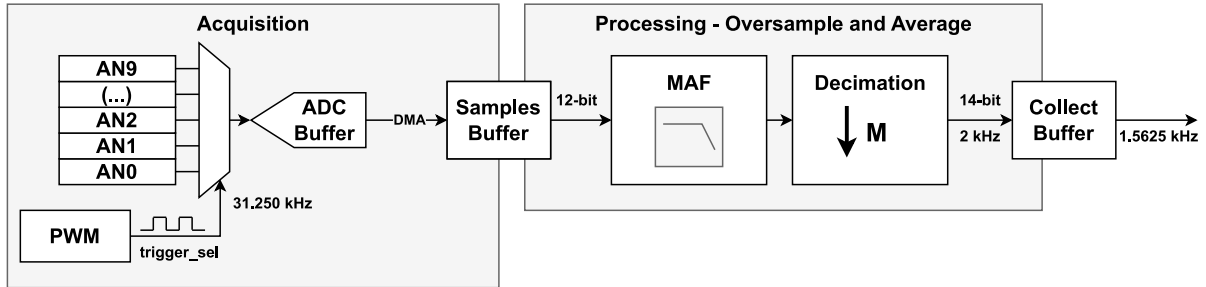 Acquisition
AN9
(...)
AN2
AN1
AN0
PWM
trigger_sel
31.250 kHz
ADC
Buffer
DMA
Samples
Buffer
Processing - Oversample and Average
12-bit
MAF
Decimation
M
14-bit
2 kHz
Collect
Buffer
1.5625 kHz